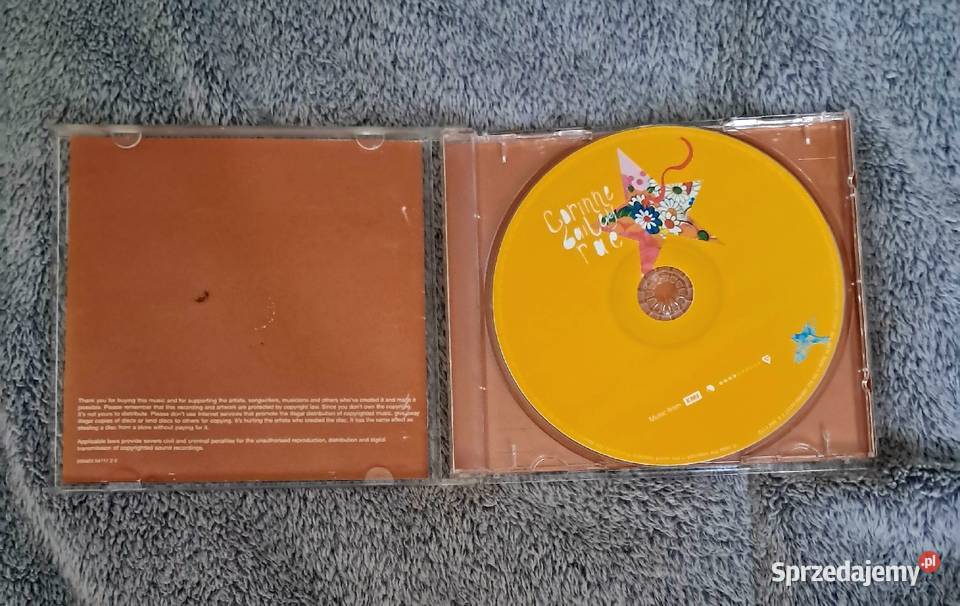 Thank you for buying this music and for supporting the artists, songwriters, musicians and others who've created it and made it
possible. Please remember that this recording and artwork are protected by copyright law. Since you don't own the copyright,
it's not yours to distribute. Please don't use Internet services that promote the illegal distribution of copyrighted music, give away
illegal copies of discs or lend discs to others for copying. It's hurting the artists who created the disc. It has the same effect as
stealing a disc from a store without paying for it.
Applicable laws provide severe civil and criminal penalties for the unauthorised reproduction, distribution and digital
transmission of copyrighted sound recordings.
Corinne
bailey
rae
Music from EMI
Sprzedajemy.pl